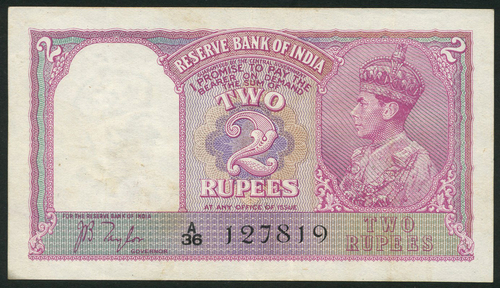 2
RESERVE BANK OF INDIA
2
GUARANTEED BY THE CENTRAL GOVERNMENT
I PROMISE TO PAY THE
BEARER ON DEMAND
THE SUM OF
TWO
2
RUPEES
AT ANY OFFICE OF ISSUE
FOR THE RESERVE BANK OF INDIA
JB Taylor
GOVERNOR
A/36 127819
TWO
RUPEES